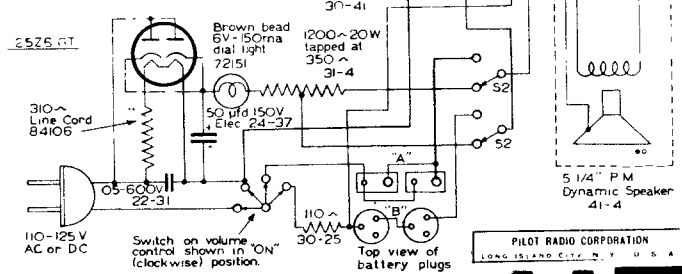 30-41
25Z6 GT
Brown bead
6V-150ma
dial light
72151
1200~20W
tapped at
350~
31-4
S2
310~
Line Cord
84106
50 μfd 150V
Elec 24-37
S2
"A"
.05-600V
22-31
5 1/4" P M
Dynamic Speaker
41-4
"B"
110~
30-25
110-125 V
AC or DC
Switch on volume
control shown in "ON"
(clockwise) position.
Top view of
battery plugs
PILOT RADIO CORPORATION
LONG ISLAND CITY N. Y. U S A